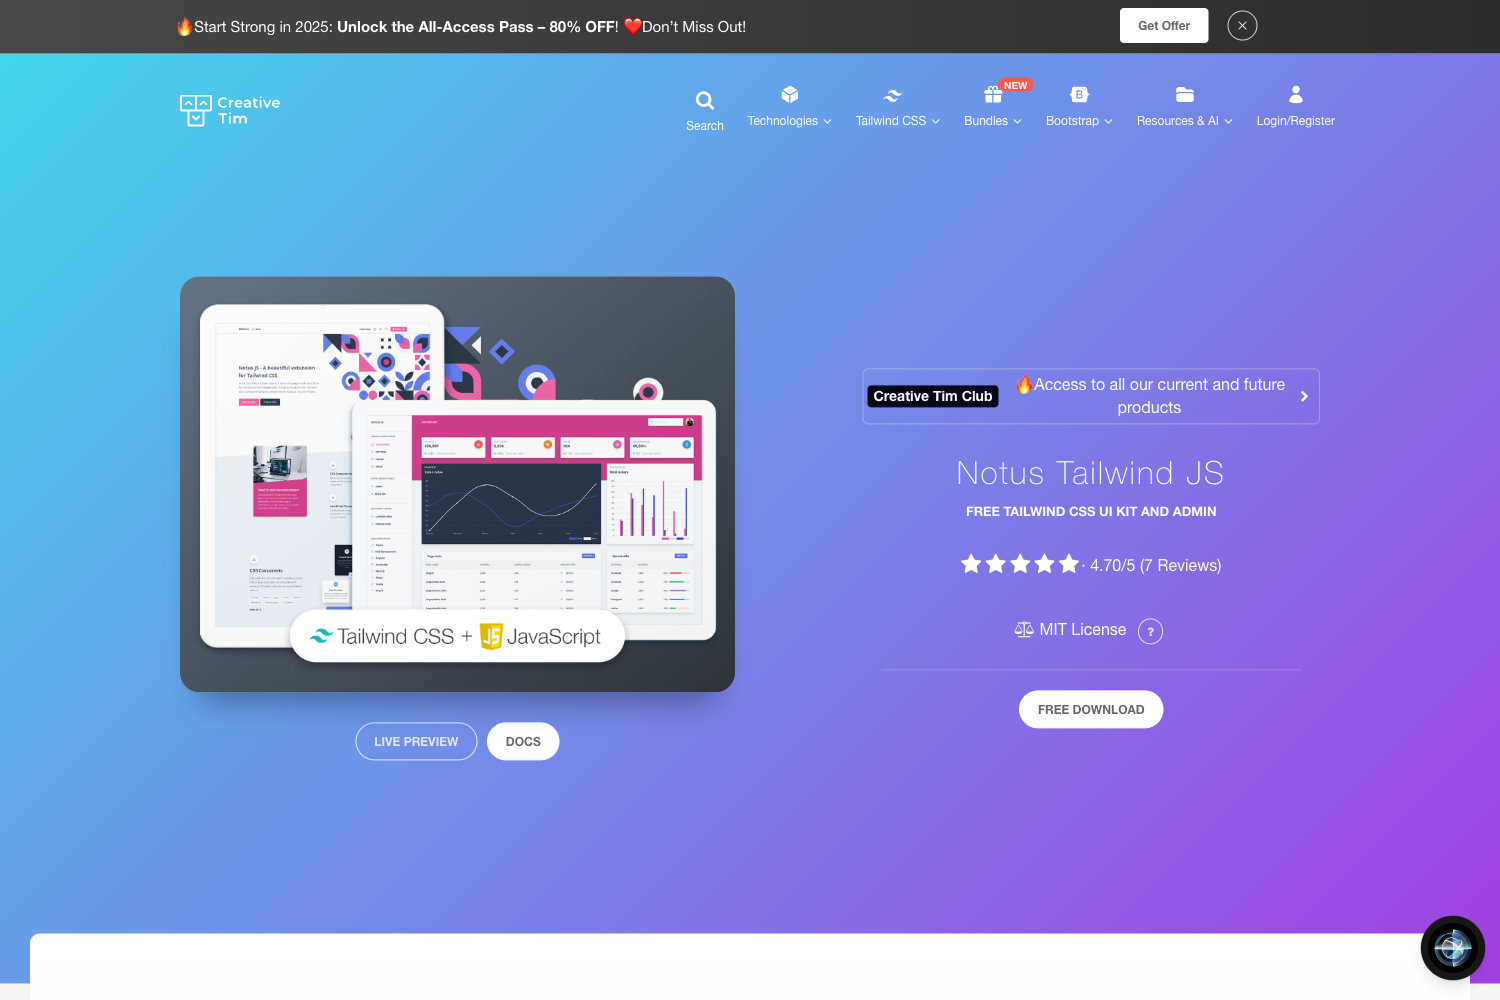 🔥Start Strong in 2025: Unlock the All-Access Pass – 80% OFF! ❤️Don't Miss Out!
Get Offer
Creative
Tim
Search
Technologies
Tailwind CSS
NEW
Bundles
Bootstrap
Resources & AI
Login/Register
Notus JS - A beautiful extension
for Tailwind CSS.
CSS Components
Tailwind CSS + JS JavaScript
LIVE PREVIEW
DOCS
Creative Tim Club
🔥Access to all our current and future
products
Notus Tailwind JS
FREE TAILWIND CSS UI KIT AND ADMIN
· 4.70/5 (7 Reviews)
MIT License
?
FREE DOWNLOAD